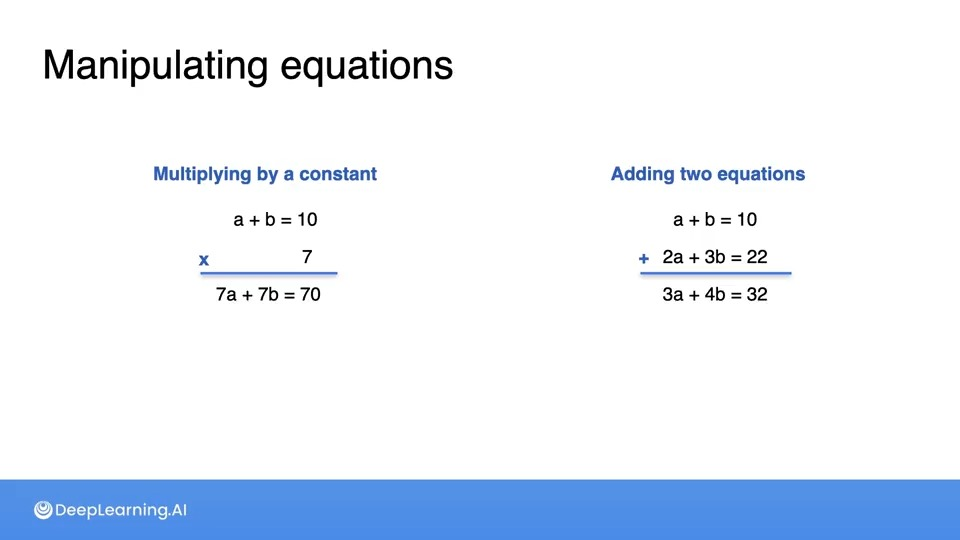 Manipulating equations
Multiplying by a constant
a + b = 10
x 7
7a + 7b = 70
Adding two equations
a + b = 10
+ 2a + 3b = 22
3a + 4b = 32
DeepLearning.AI